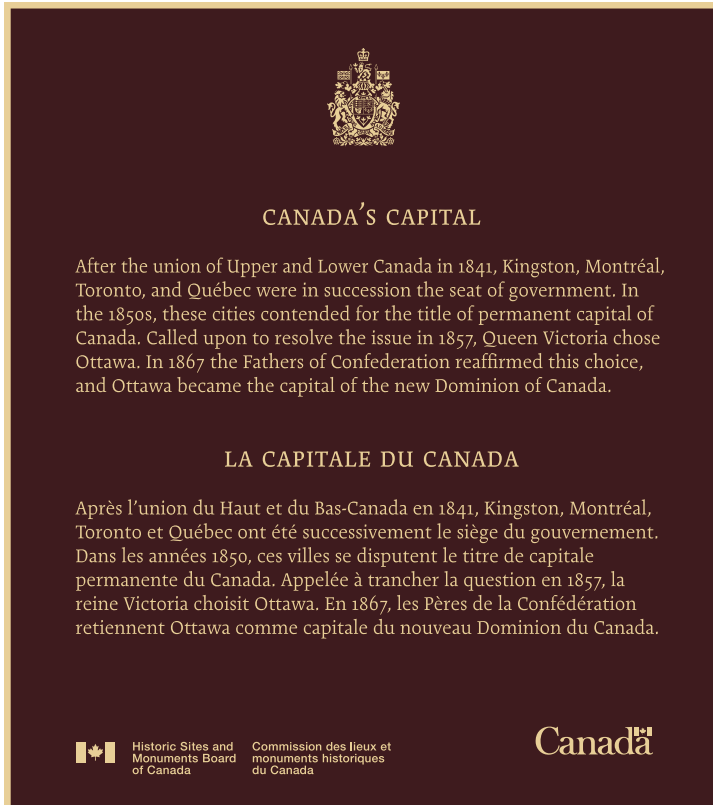 CANADA'S CAPITAL
After the union of Upper and Lower Canada in 1841, Kingston, Montréal,
Toronto, and Québec were in succession the seat of government. In
the 1850s, these cities contended for the title of permanent capital of
Canada. Called upon to resolve the issue in 1857, Queen Victoria chose
Ottawa. In 1867 the Fathers of Confederation reaffirmed this choice,
and Ottawa became the capital of the new Dominion of Canada.
LA CAPITALE DU CANADA
Après l'union du Haut et du Bas-Canada en 1841, Kingston, Montréal,
Toronto et Québec ont été successivement le siège du gouvernement.
Dans les années 1850, ces villes se disputent le titre de capitale
permanente du Canada. Appelée à trancher la question en 1857, la
reine Victoria choisit Ottawa. En 1867, les Pères de la Confédération
retiennent Ottawa comme capitale du nouveau Dominion du Canada.
Historic Sites and
Monuments Board
of Canada
Commission des lieux et
monuments historiques
du Canada
Canada